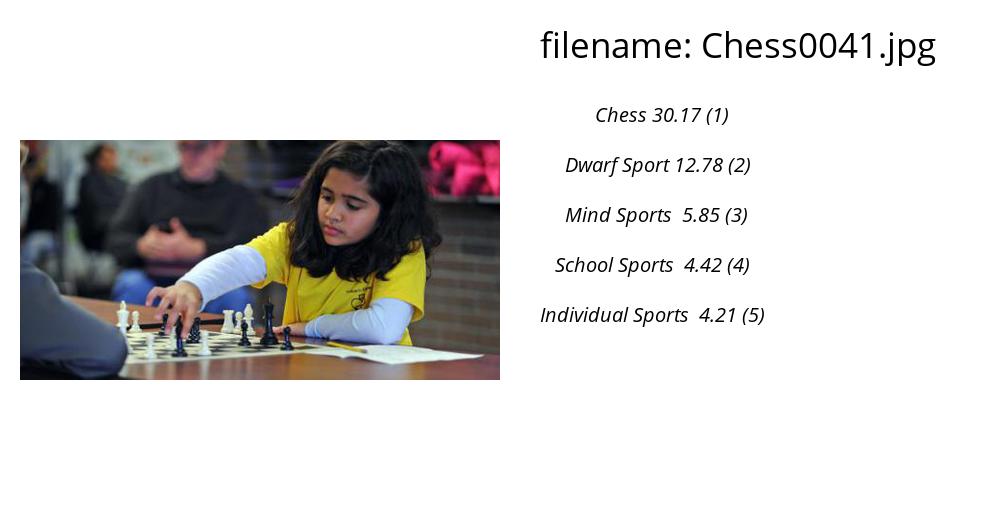 filename: Chess0041.jpg
Chess 30.17 (1)
Dwarf Sport 12.78 (2)
Mind Sports 5.85 (3)
School Sports 4.42 (4)
Individual Sports 4.21 (5)